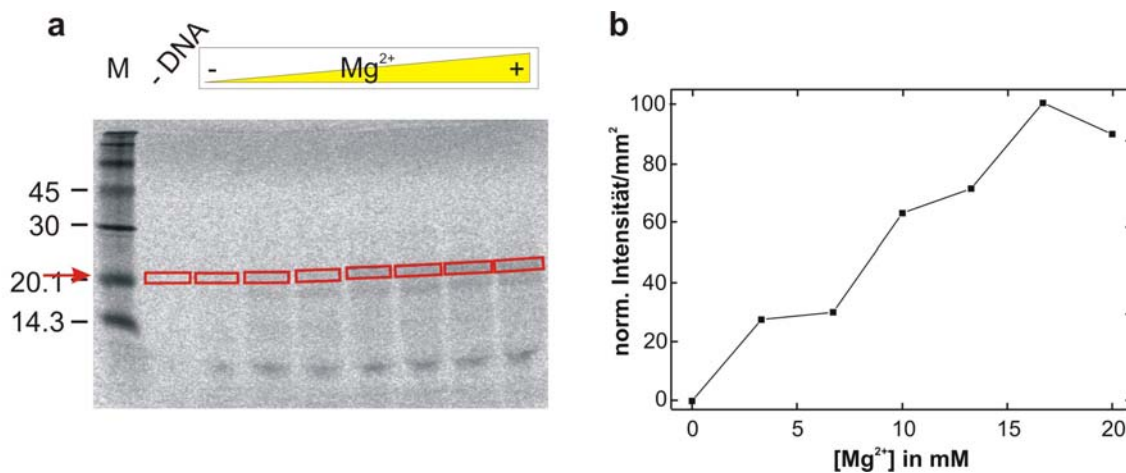 a
M - DNA - Mg²⁺ +
45
30
20.1
14.3
b
norm. Intensität/mm²
100
80
60
40
20
0
0 5 10 15 20
[Mg²⁺] in mM